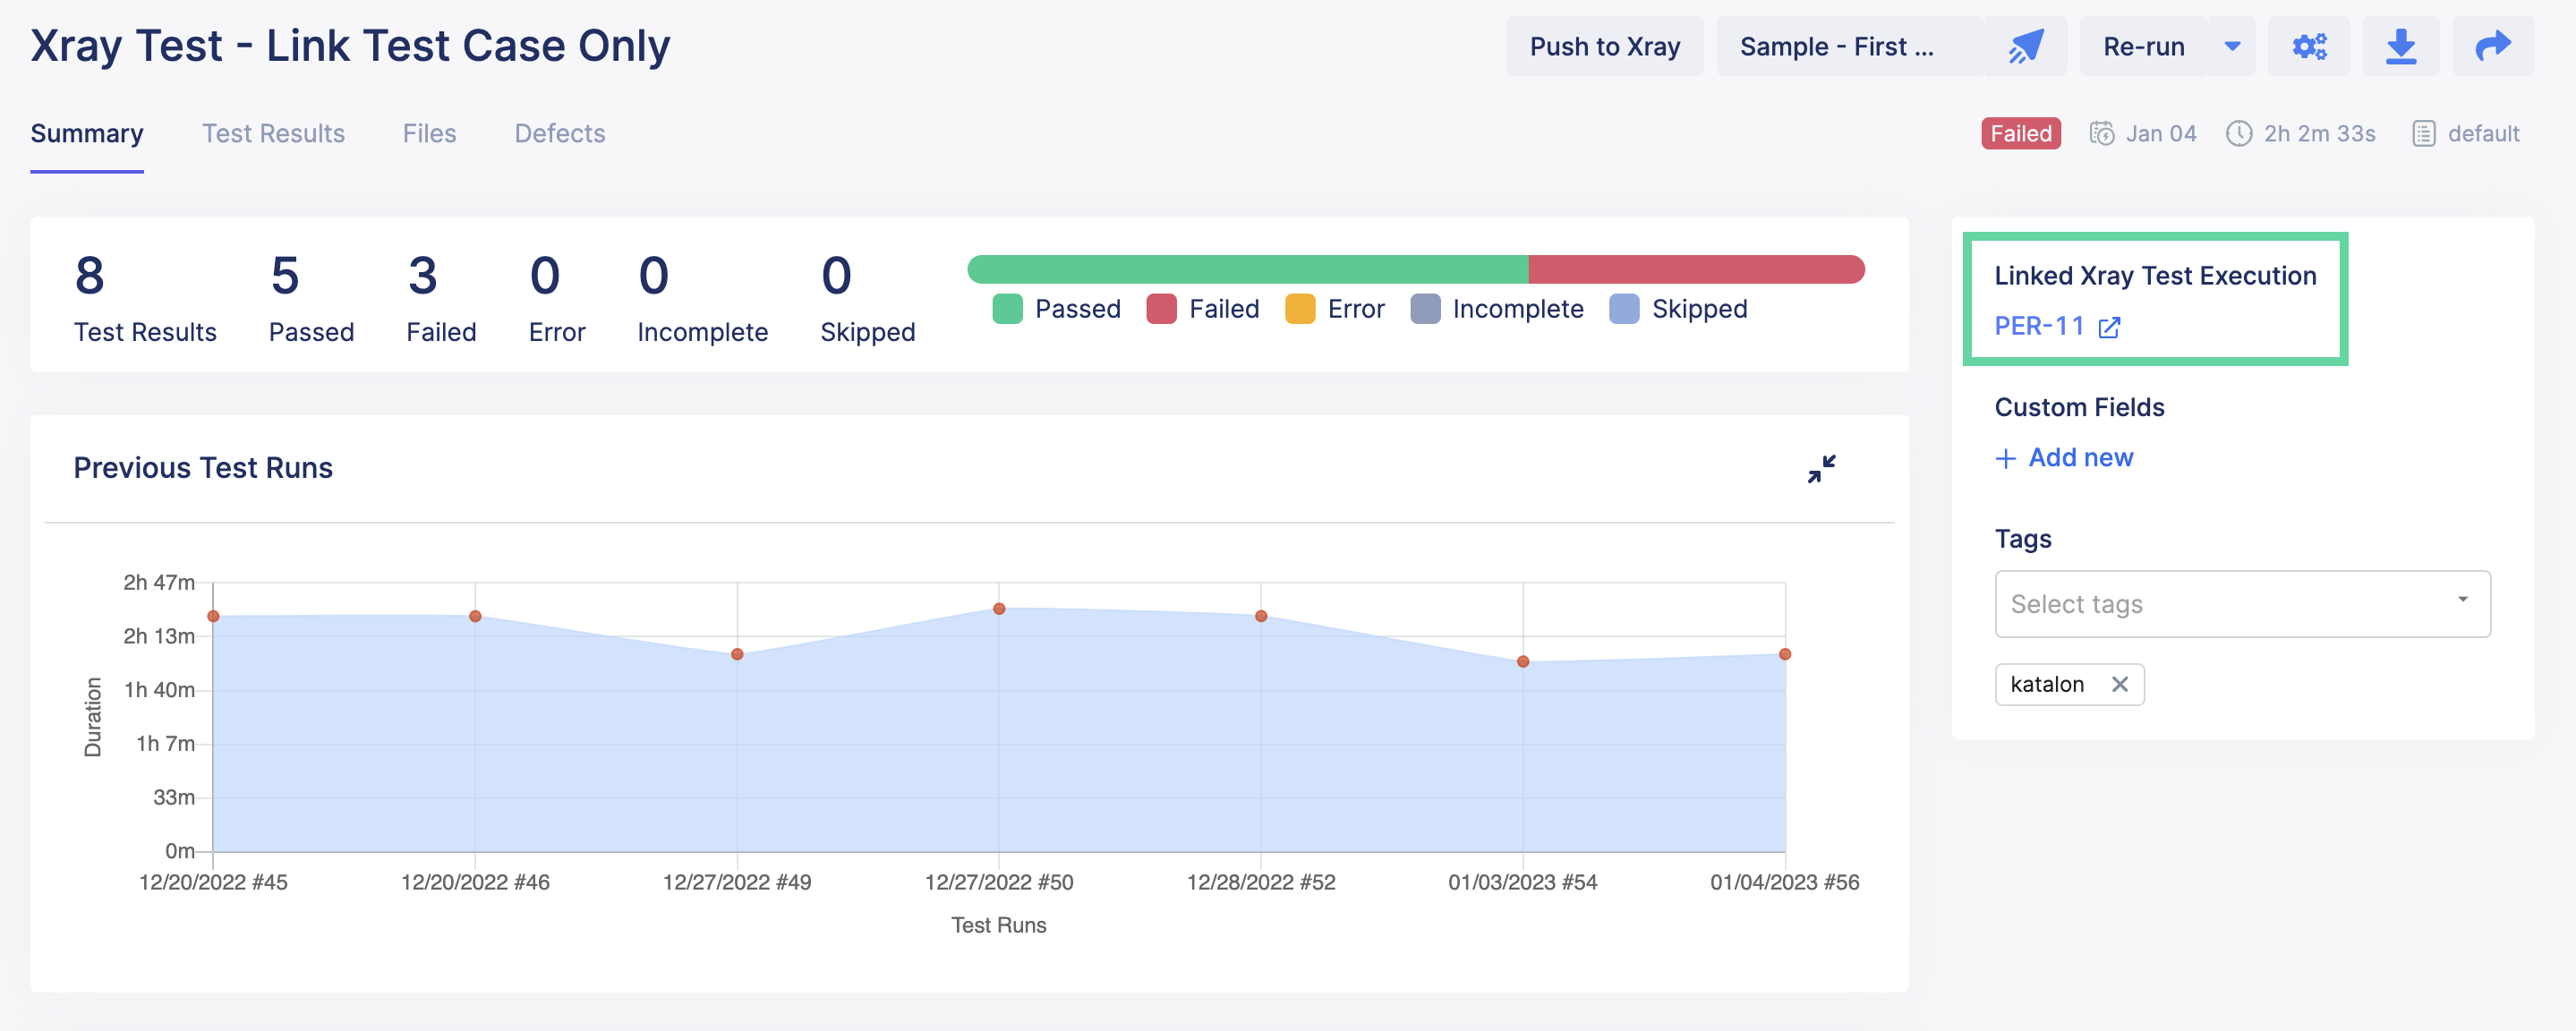 Xray Test - Link Test Case Only
Push to Xray
Sample - First ...
Re-run
Summary
Test Results
Files
Defects
Failed
Jan 04
2h 2m 33s
default
8
Test Results
5
Passed
3
Failed
0
Error
0
Incomplete
0
Skipped
Passed
Failed
Error
Incomplete
Skipped
Linked Xray Test Execution
PER-11
Custom Fields
+ Add new
Tags
Select tags
katalon
Previous Test Runs
Duration
2h 47m
2h 13m
1h 40m
1h 7m
33m
0m
12/20/2022 #45
12/20/2022 #46
12/27/2022 #49
12/27/2022 #50
12/28/2022 #52
01/03/2023 #54
01/04/2023 #56
Test Runs